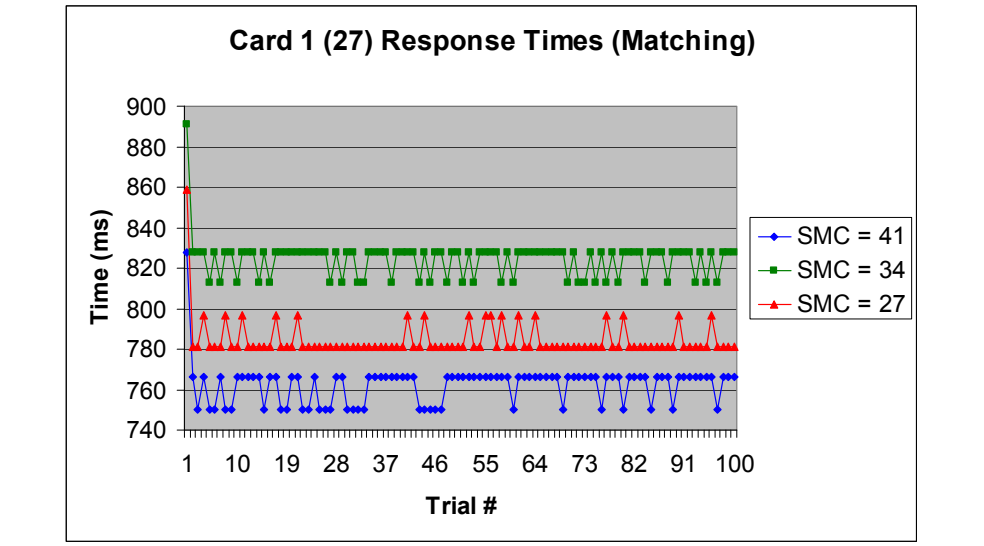 Card 1 (27) Response Times (Matching)
900
880
860
840
820
800
780
760
740
Time (ms)
1 10 19 28 37 46 55 64 73 82 91 100
Trial #
SMC = 41
SMC = 34
SMC = 27